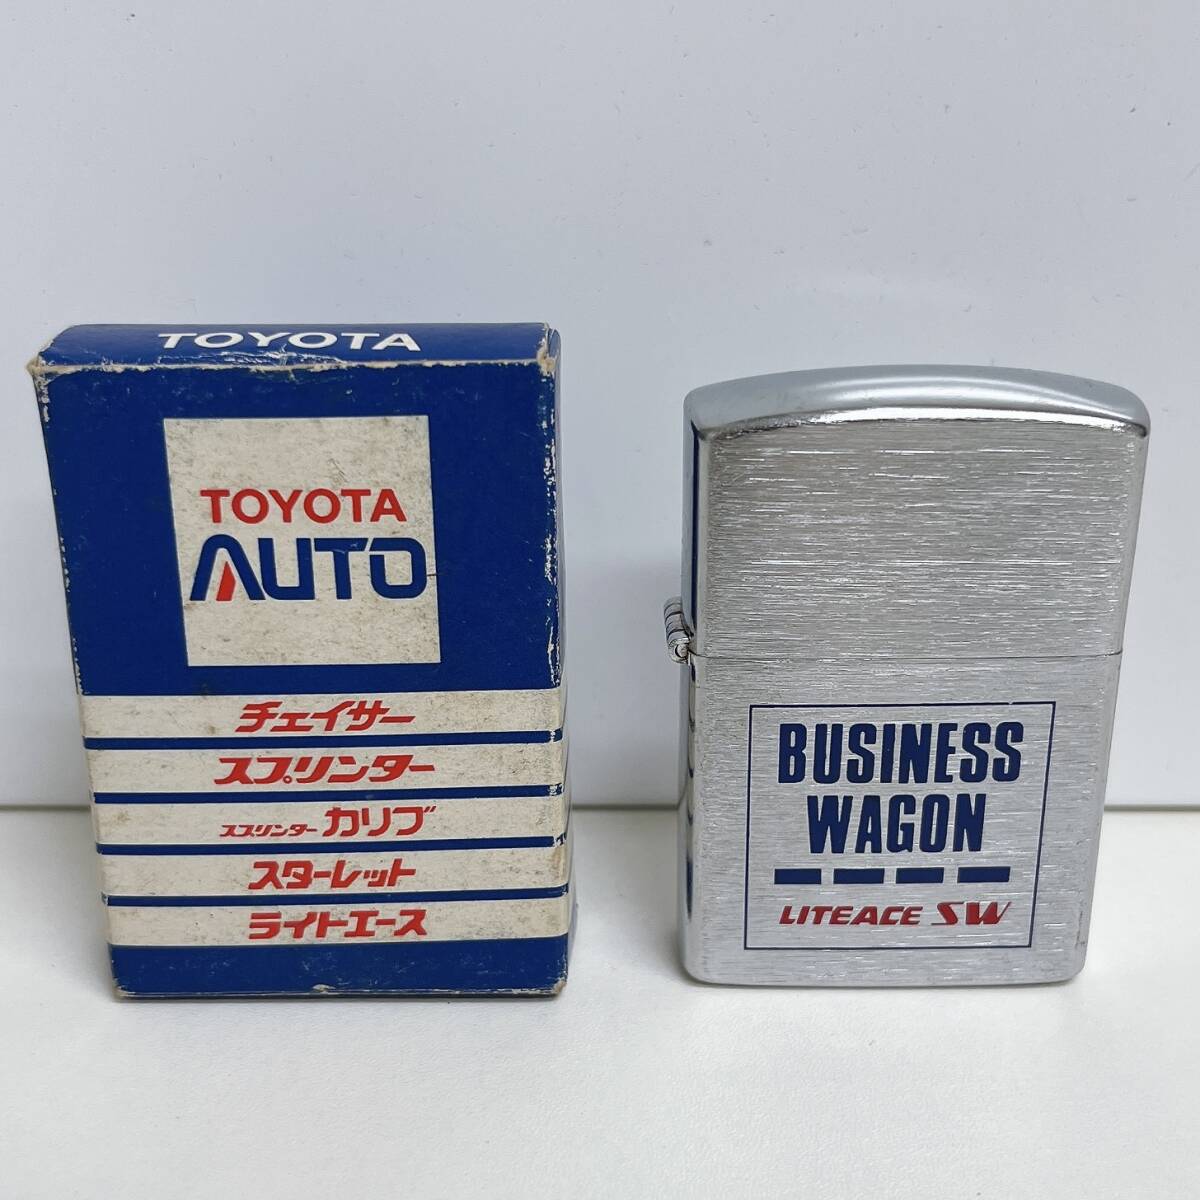 TOYOTA
TOYOTA
AUTO
チェイサー
スプリンター
スプリンター カリブ
スターレット
ライトエース
BUSINESS
WAGON
LITEACE SW